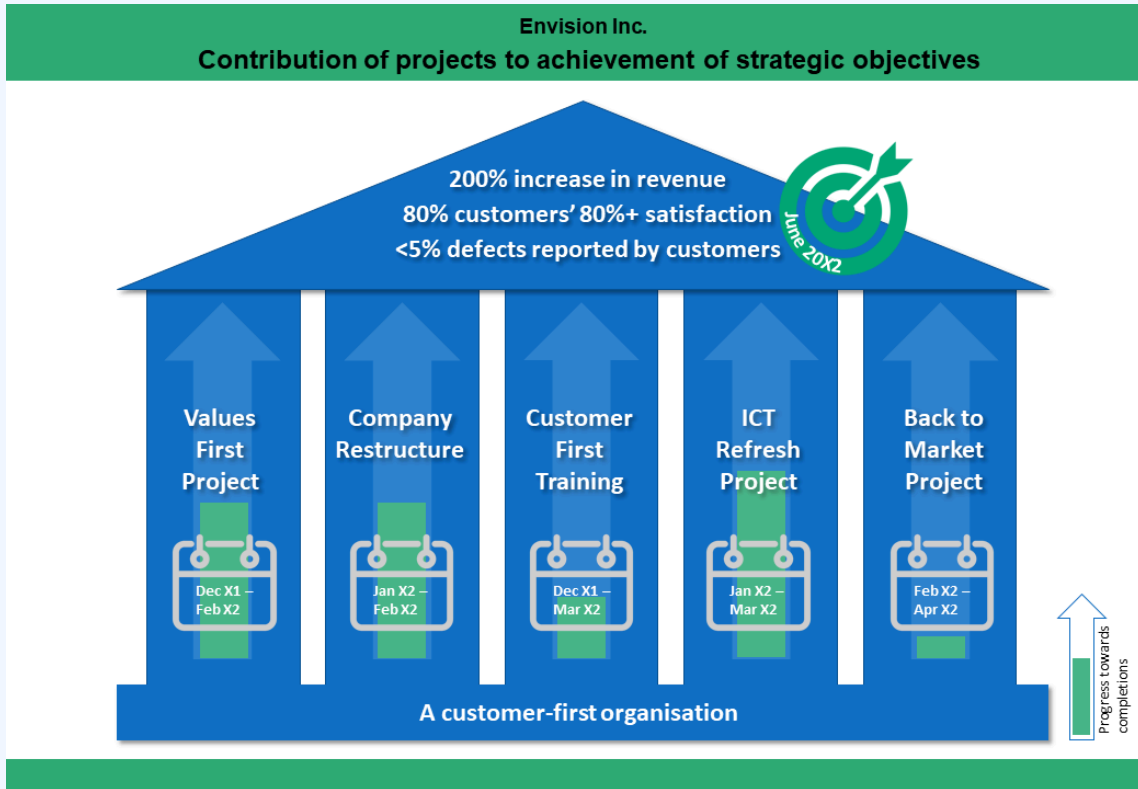 Envision Inc.
Contribution of projects to achievement of strategic objectives
200% increase in revenue
80% customers’ 80%+ satisfaction
<5% defects reported by customers
June 20X2
Values
First
Project
Dec X1 –
Feb X2
Company
Restructure
Jan X2 –
Feb X2
Customer
First
Training
Dec X1 –
Mar X2
ICT
Refresh
Project
Jan X2 –
Mar X2
Back to
Market
Project
Feb X2 –
Apr X2
Progress towards
completions
A customer-first organisation